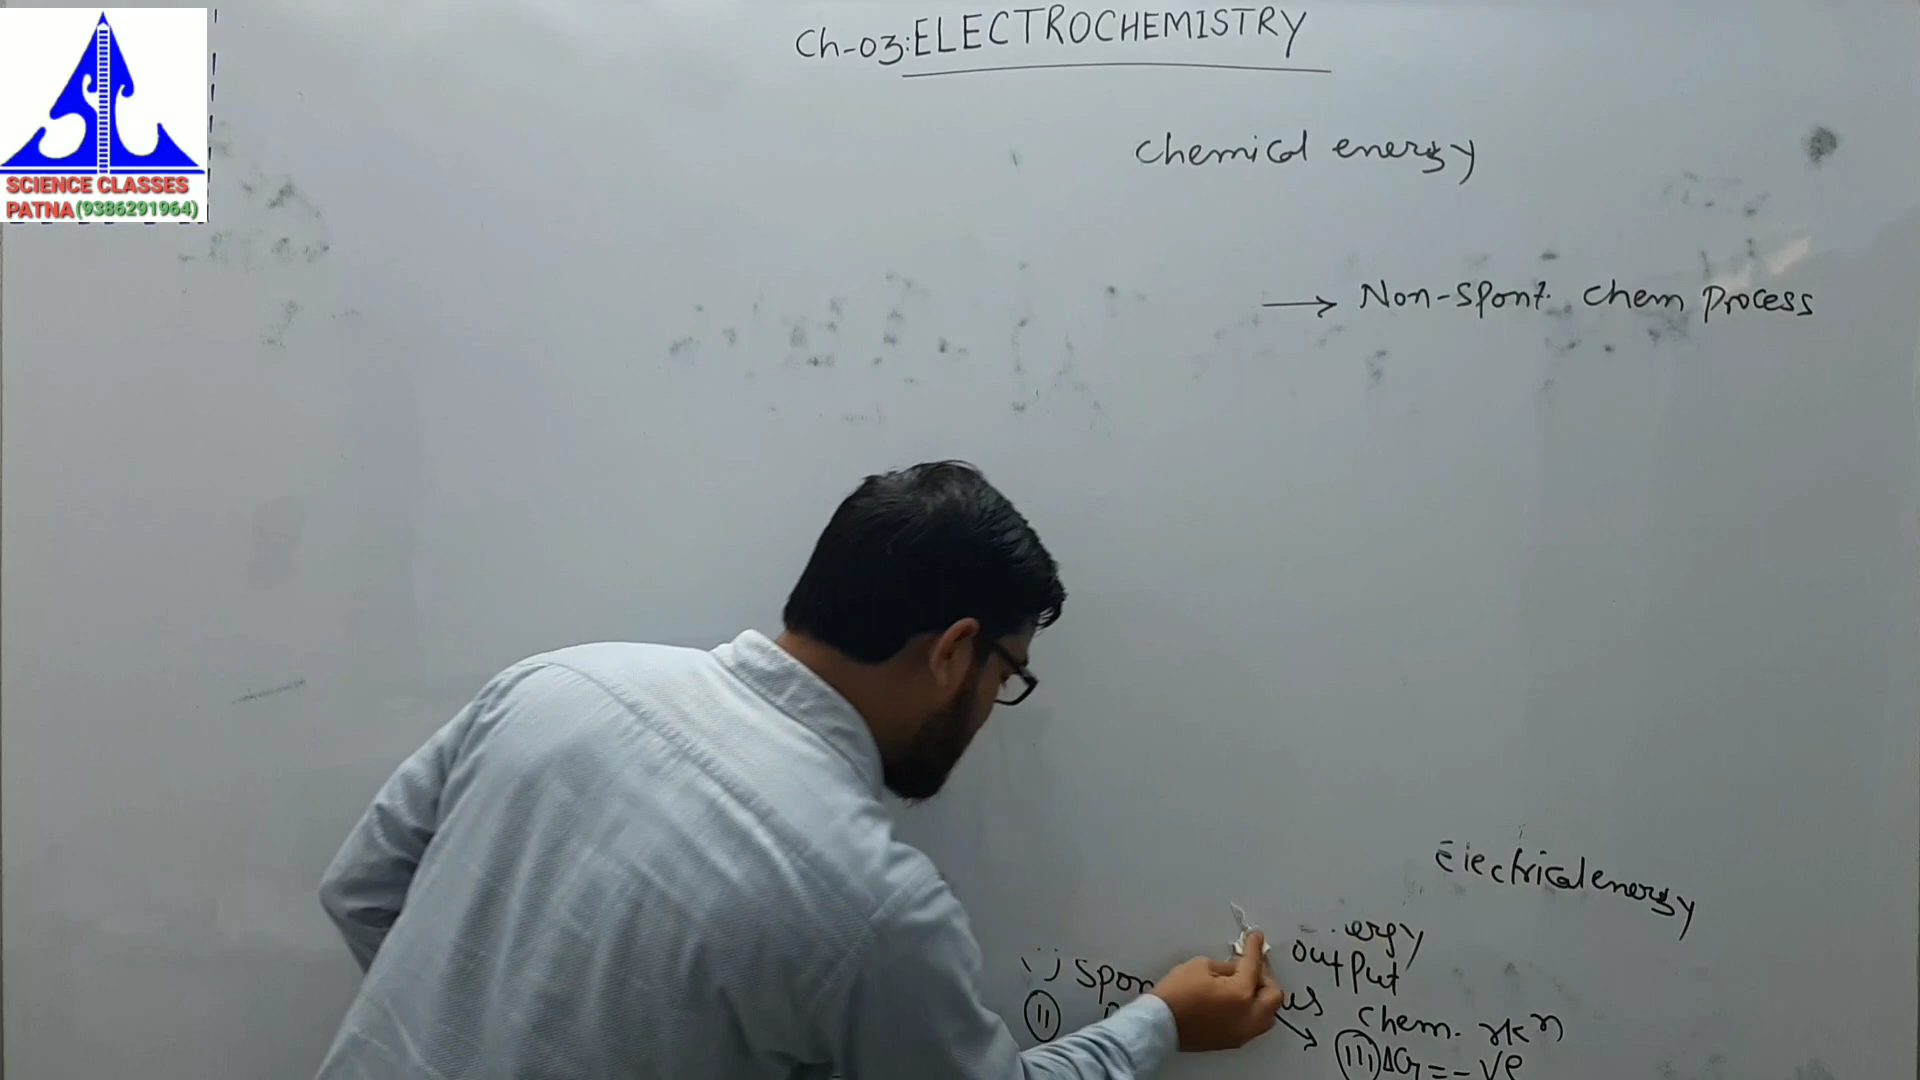 Ch-03:ELECTROCHEMISTRY
SCIENCE CLASSES
PATNA(9386291964)
Chemical energy
→ Non-Spont. Chem Process
Electrical energy
output
chem. rxn
(iii) ΔG = -ve